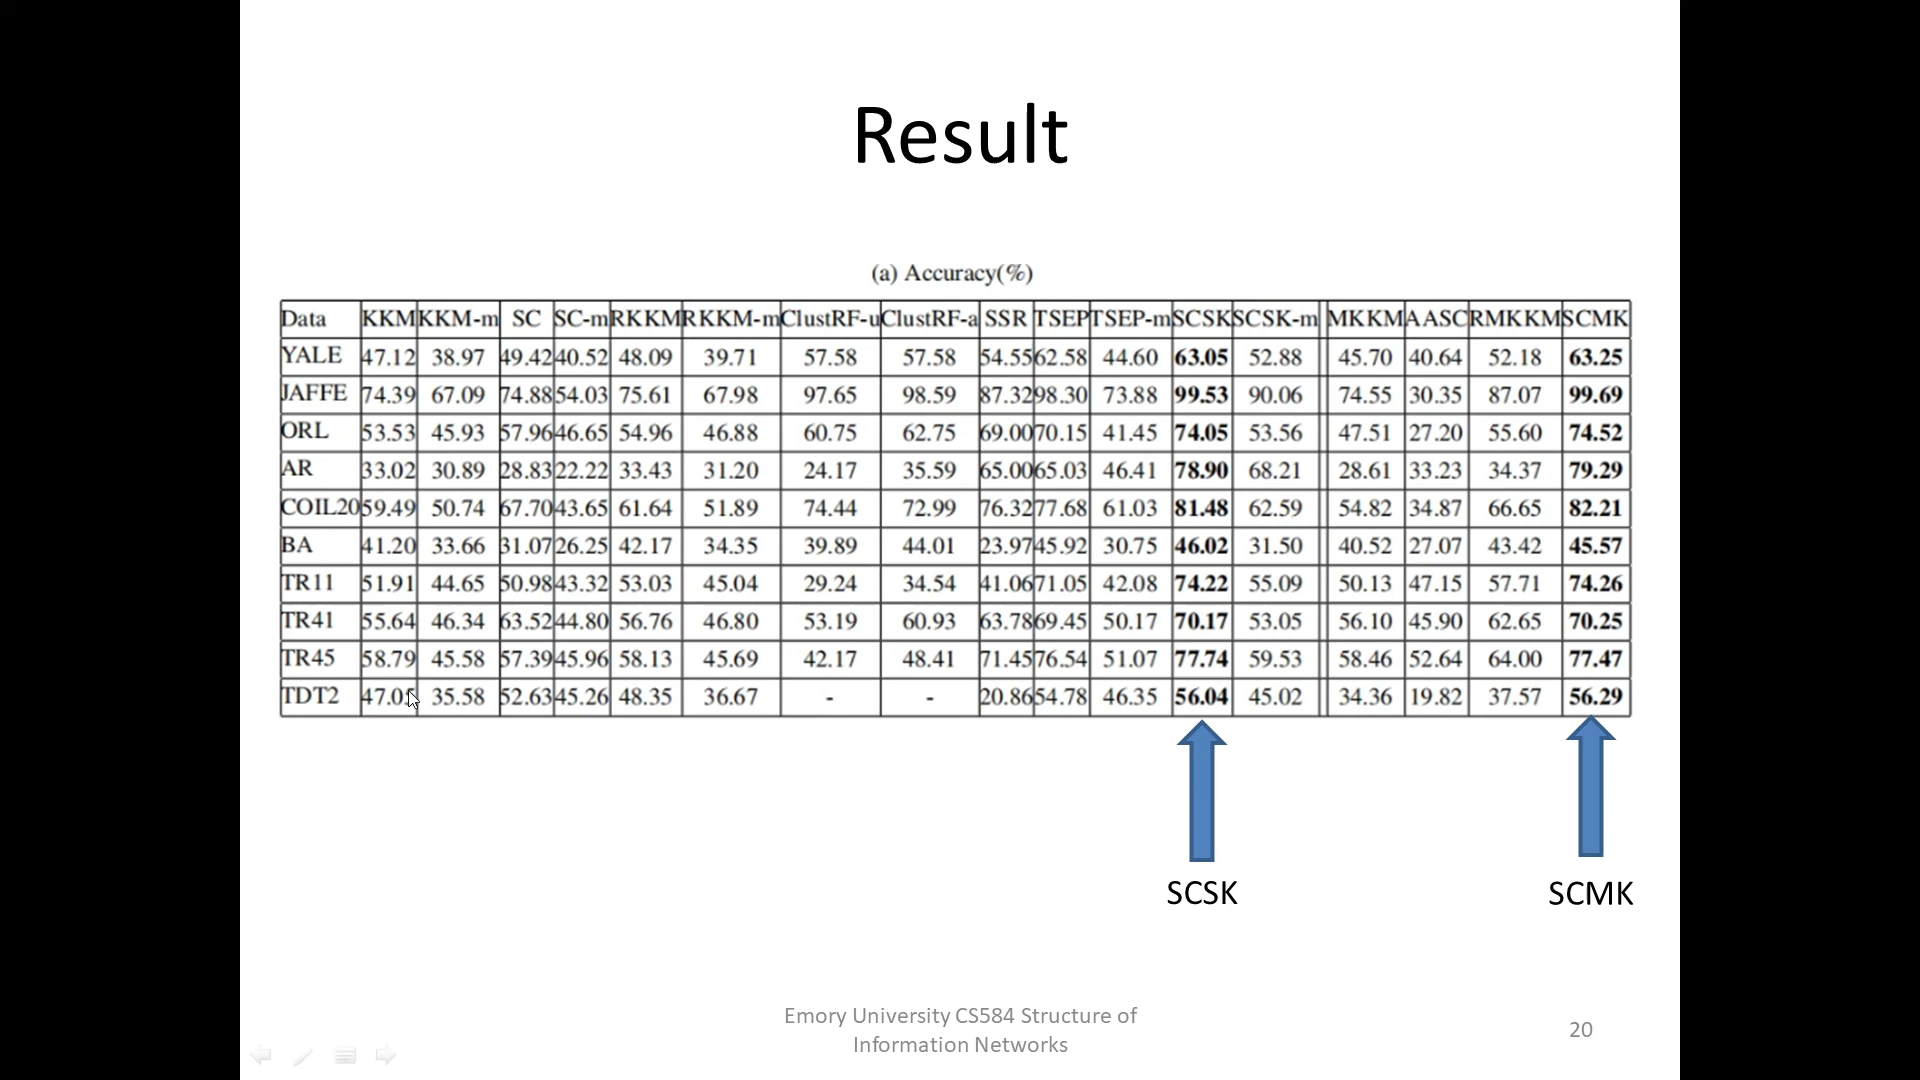 Result
(a) Accuracy(%)
Data KKM KKM-m SC SC-m RKKM RKKM-m ClustRF-u ClustRF-a SSR TSEP TSEP-m SCSK SCSK-m MKKM AASC RMKKM SCMK
YALE 47.12 38.97 49.42 40.52 48.09 39.71 57.58 57.58 54.55 62.58 44.60 63.05 52.88 45.70 40.64 52.18 63.25
JAFFE 74.39 67.09 74.88 54.03 75.61 67.98 97.65 98.59 87.32 98.30 73.88 99.53 90.06 74.55 30.35 87.07 99.69
ORL 53.53 45.93 57.96 46.65 54.96 46.88 60.75 62.75 69.00 70.15 41.45 74.05 53.56 47.51 27.20 55.60 74.52
AR 33.02 30.89 28.83 22.22 33.43 31.20 24.17 35.59 65.00 65.03 46.41 78.90 68.21 28.61 33.23 34.37 79.29
COIL20 59.49 50.74 67.70 43.65 61.64 51.89 74.44 72.99 76.32 77.68 61.03 81.48 62.59 54.82 34.87 66.65 82.21
BA 41.20 33.66 31.07 26.25 42.17 34.35 39.89 44.01 23.97 45.92 30.75 46.02 31.50 40.52 27.07 43.42 45.57
TR11 51.91 44.65 50.98 43.32 53.03 45.04 29.24 34.54 41.06 71.05 42.08 74.22 55.09 50.13 47.15 57.71 74.26
TR41 55.64 46.34 63.52 44.80 56.76 46.80 53.19 60.93 63.78 69.45 50.17 70.17 53.05 56.10 45.90 62.65 70.25
TR45 58.79 45.58 57.39 45.96 58.13 45.69 42.17 48.41 71.45 76.54 51.07 77.74 59.53 58.46 52.64 64.00 77.47
TDT2 47.05 35.58 52.63 45.26 48.35 36.67 - - 20.86 54.78 46.35 56.04 45.02 34.36 19.82 37.57 56.29
SCSK SCMK
Emory University CS584 Structure of
Information Networks
20